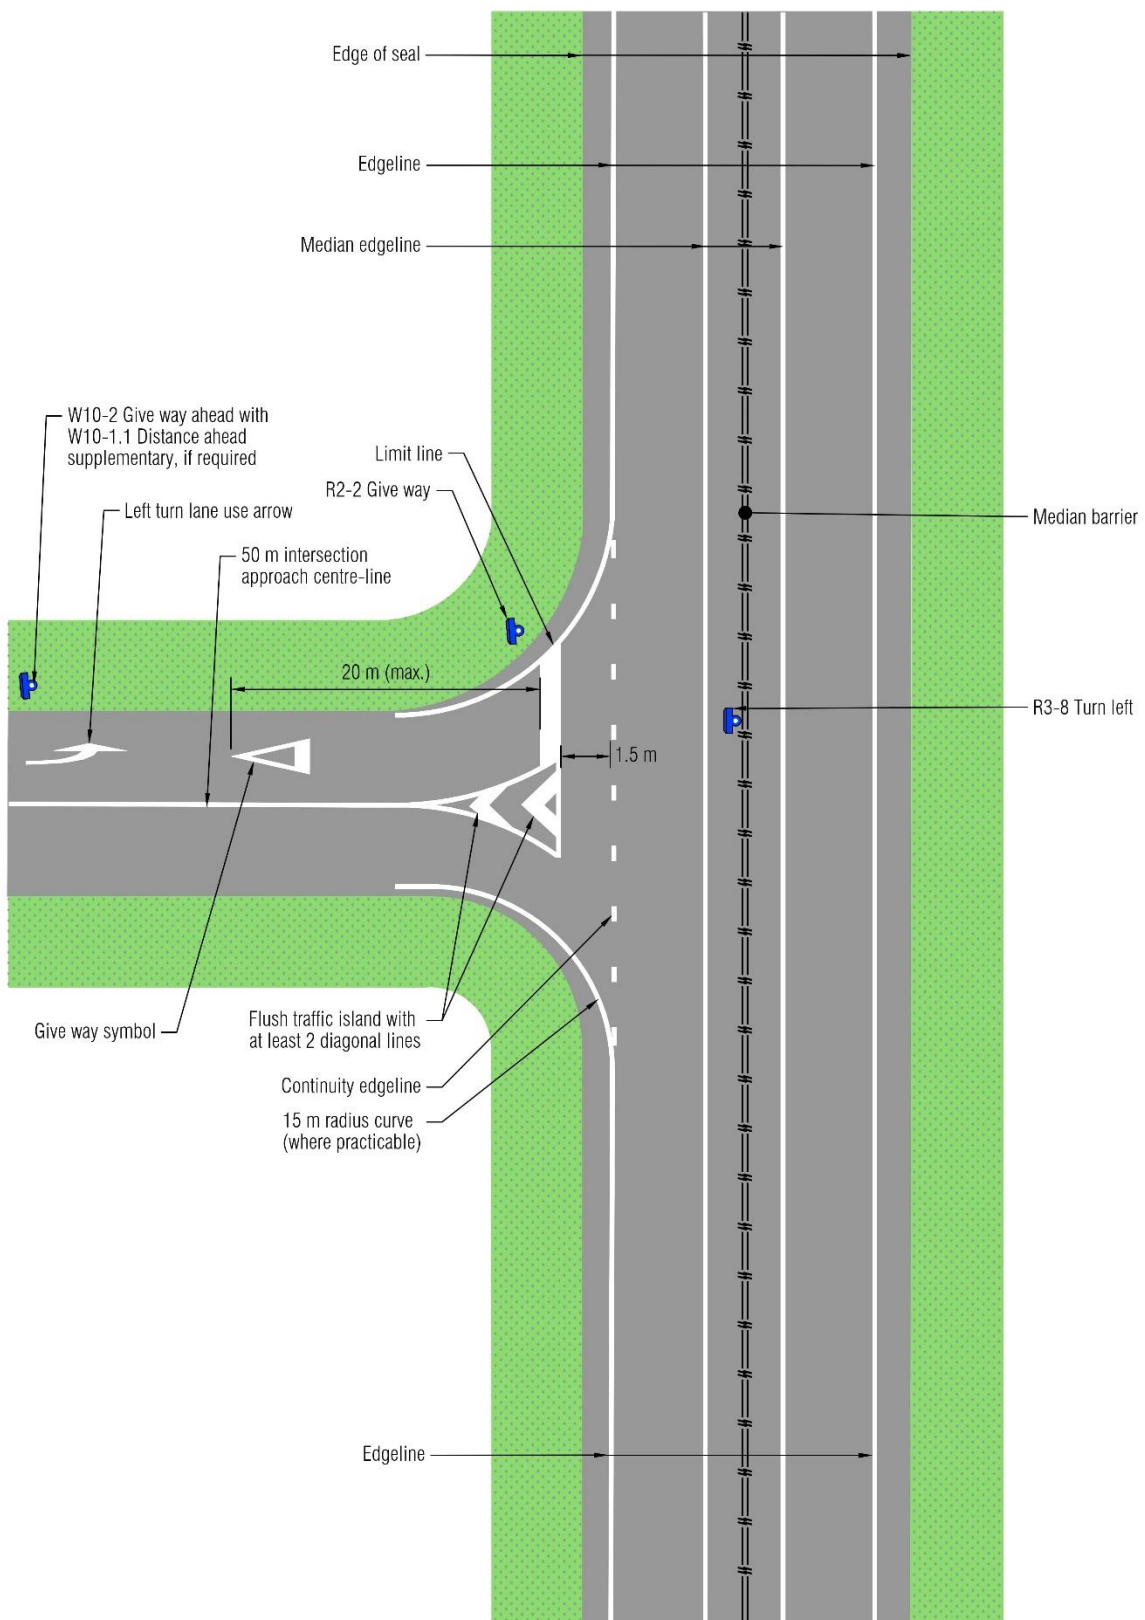 Edge of seal
Edgeline
Median edgeline
W10-2 Give way ahead with
W10-1.1 Distance ahead
supplementary, if required
Limit line
R2-2 Give way
Left turn lane use arrow
Median barrier
50 m intersection
approach centre-line
20 m (max.)
R3-8 Turn left
1.5 m
Give way symbol
Flush traffic island with
at least 2 diagonal lines
Continuity edgeline
15 m radius curve
(where practicable)
Edgeline